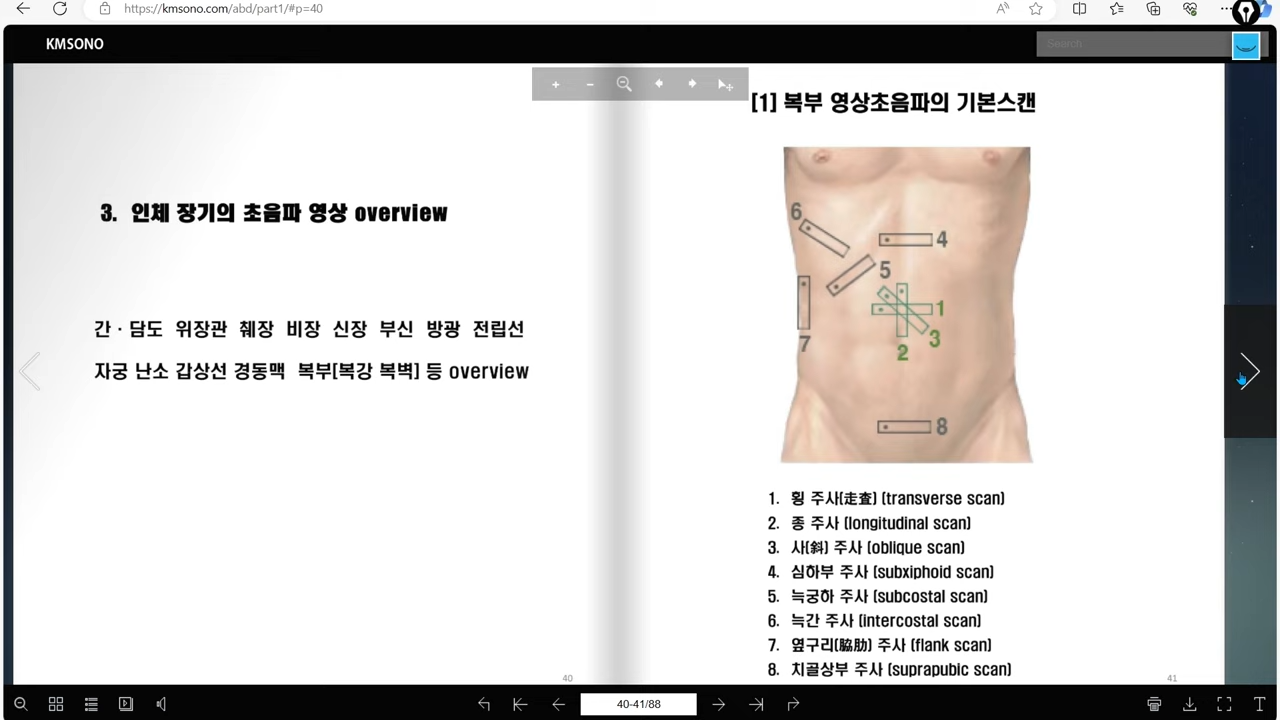 https://kmsono.com/abd/part1/#p=40
KMSONO
Search
3. 인체 장기의 초음파 영상 overview
간 · 담도 위장관 췌장 비장 신장 부신 방광 전립선
자궁 난소 갑상선 경동맥 복부[복강 복벽] 등 overview
40
[1] 복부 영상초음파의 기본스캔
6
4
5
1
3
2
7
8
1. 횡 주사(走査) (transverse scan)
2. 종 주사 (longitudinal scan)
3. 사(斜) 주사 (oblique scan)
4. 심하부 주사 (subxiphoid scan)
5. 늑궁하 주사 (subcostal scan)
6. 늑간 주사 (intercostal scan)
7. 옆구리(脇肋) 주사 (flank scan)
8. 치골상부 주사 (suprapubic scan)
41
40-41/88